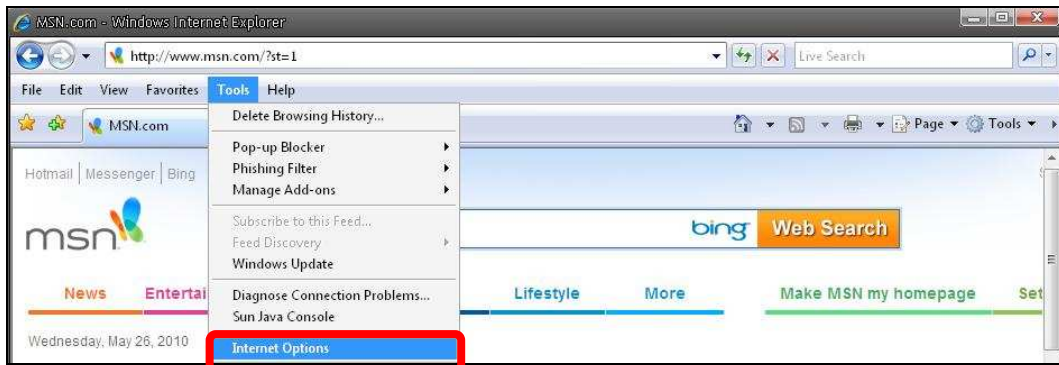 MSN.com - Windows Internet Explorer
http://www.msn.com/?st=1
Live Search
File Edit View Favorites Tools Help
MSN.com
Page Tools
Delete Browsing History...
Pop-up Blocker
Phishing Filter
Manage Add-ons
Subscribe to this Feed...
Feed Discovery
Windows Update
Diagnose Connection Problems...
Sun Java Console
Internet Options
Hotmail | Messenger | Bing
msn
bing Web Search
News Entertai Lifestyle More Make MSN my homepage Set
Wednesday, May 26, 2010